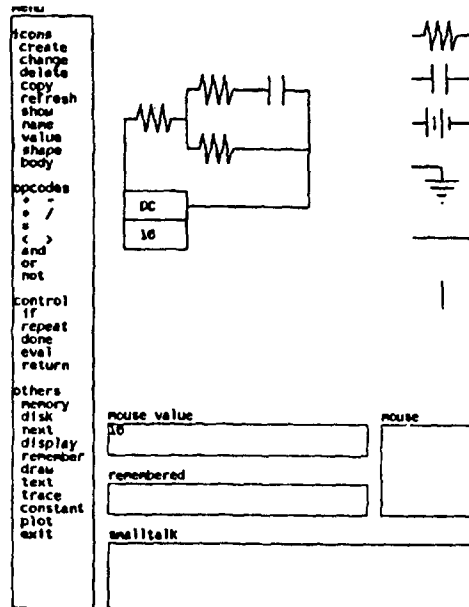 menu
icons
create
change
delete
copy
refresh
show
name
value
shape
body
opcodes
+ -
* /
=
< >
and
or
not
control
if
repeat
done
eval
return
others
memory
disk
next
display
remember
draw
text
trace
constant
plot
exit
DC
16
mouse value
16
mouse
remembered
smalltalk